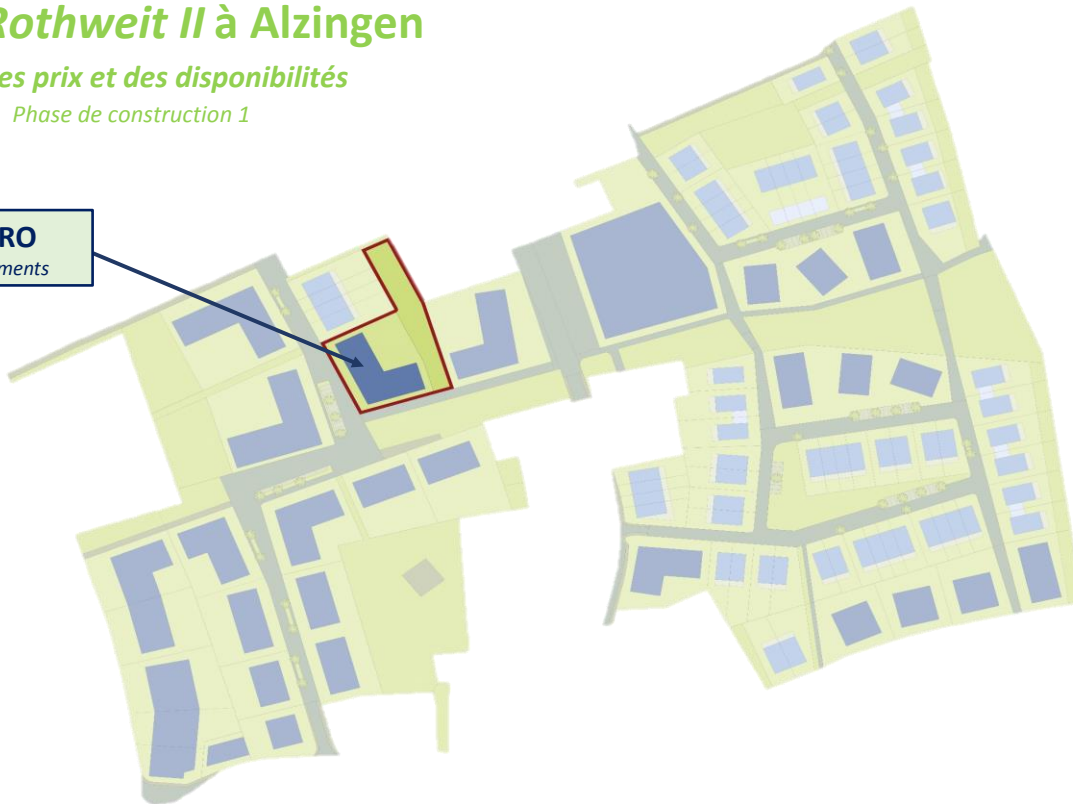 Rothweit II à Alzingen
es prix et des disponibilités
Phase de construction 1
RO
ments